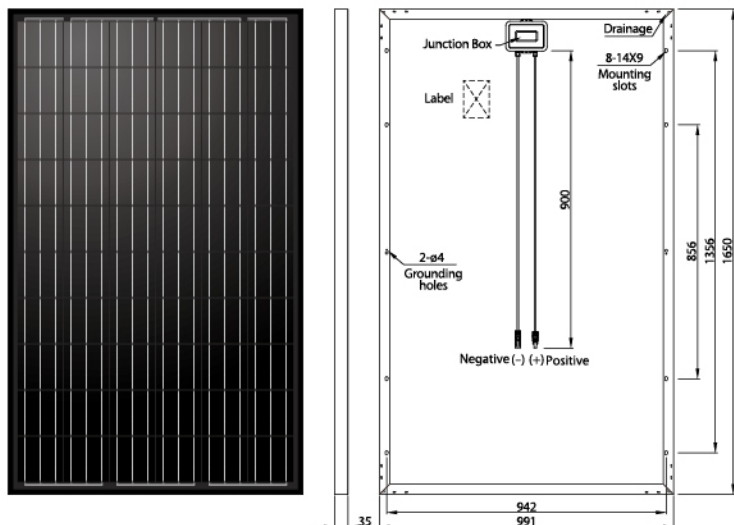 Junction Box
Drainage
8-14X9
Mounting
slots
Label
900
856
1356
1650
2-ø4
Grounding
holes
Negative (-) (+) Positive
942
35
991